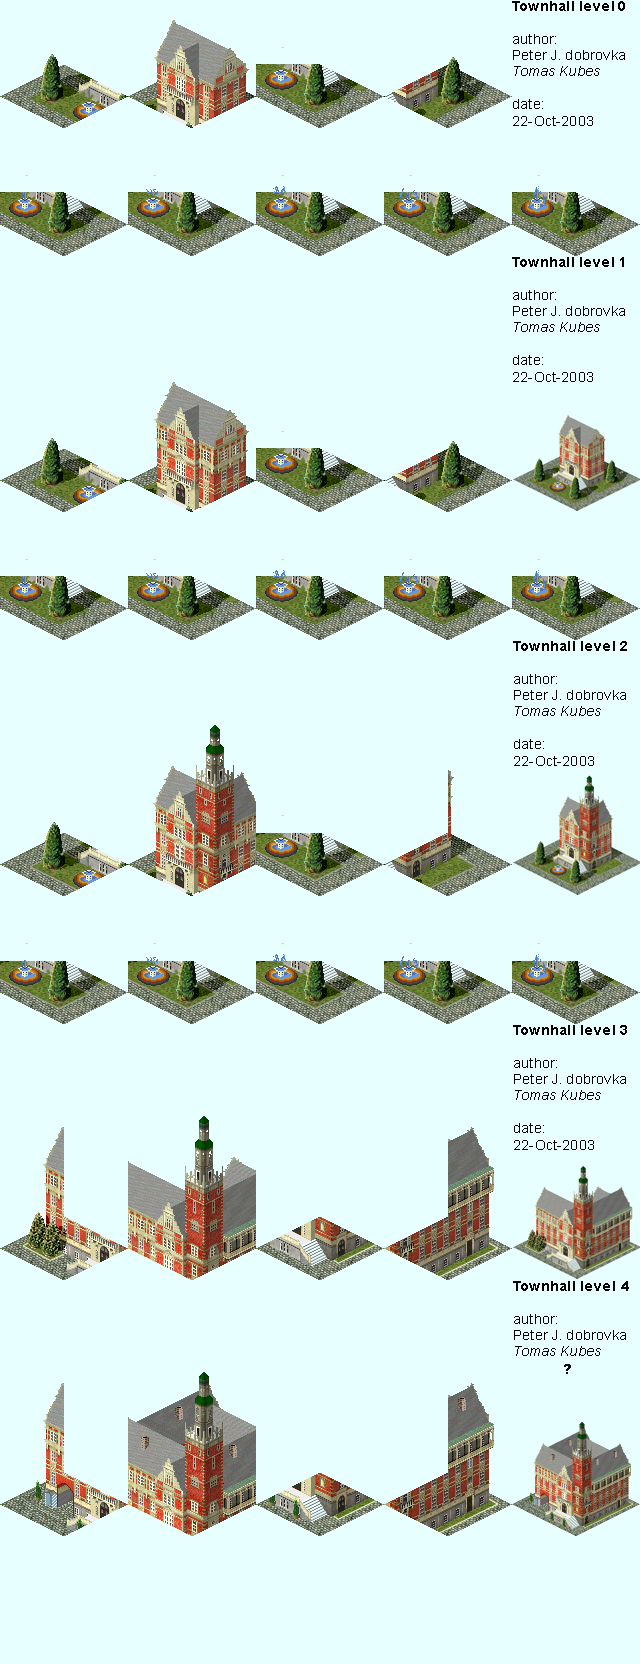 Townhall level 0
author:
Peter J. dobrovka
Tomas Kubes
date:
22-Oct-2003
Townhall level 1
author:
Peter J. dobrovka
Tomas Kubes
date:
22-Oct-2003
Townhall level 2
author:
Peter J. dobrovka
Tomas Kubes
date:
22-Oct-2003
Townhall level 3
author:
Peter J. dobrovka
Tomas Kubes
date:
22-Oct-2003
Townhall level 4
author:
Peter J. dobrovka
Tomas Kubes
?